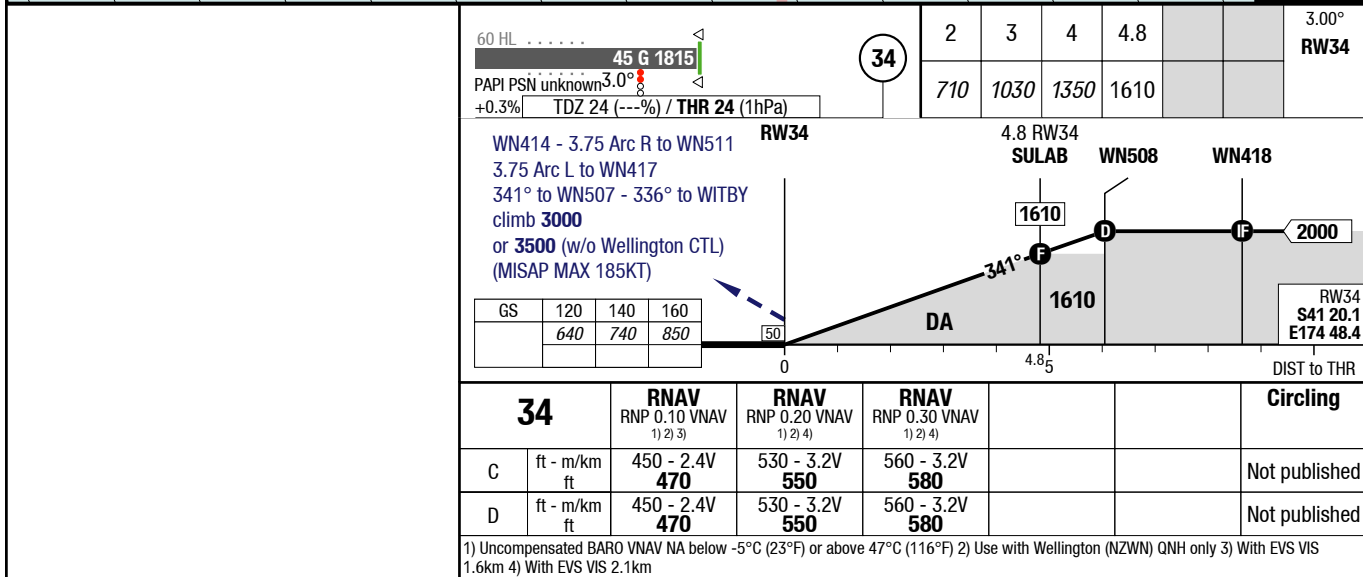 60 HL . . . . . .
45 G 1815
. . . . . .
PAPI PSN unknown 3.0°
+0.3%
TDZ 24 (---%) / THR 24 (1hPa)
34
2 3 4 4.8
710 1030 1350 1610
3.00°
RW34
WN414 - 3.75 Arc R to WN511
3.75 Arc L to WN417
341° to WN507 - 336° to WITBY
climb 3000
or 3500 (w/o Wellington CTL)
(MISAP MAX 185KT)
RW34
4.8 RW34
SULAB WN508 WN418
1610
D IF 2000
341° F
1610
DA
RW34
S41 20.1
E174 48.4
GS 120 140 160
640 740 850
50
0 4.8 5 DIST to THR
34
RNAV RNAV RNAV Circling
RNP 0.10 VNAV RNP 0.20 VNAV RNP 0.30 VNAV
1) 2) 3) 1) 2) 4) 1) 2) 4)
C ft - m/km 450 - 2.4V 530 - 3.2V 560 - 3.2V Not published
ft 470 550 580
D ft - m/km 450 - 2.4V 530 - 3.2V 560 - 3.2V Not published
ft 470 550 580
1) Uncompensated BARO VNAV NA below -5°C (23°F) or above 47°C (116°F) 2) Use with Wellington (NZWN) QNH only 3) With EVS VIS
1.6km 4) With EVS VIS 2.1km